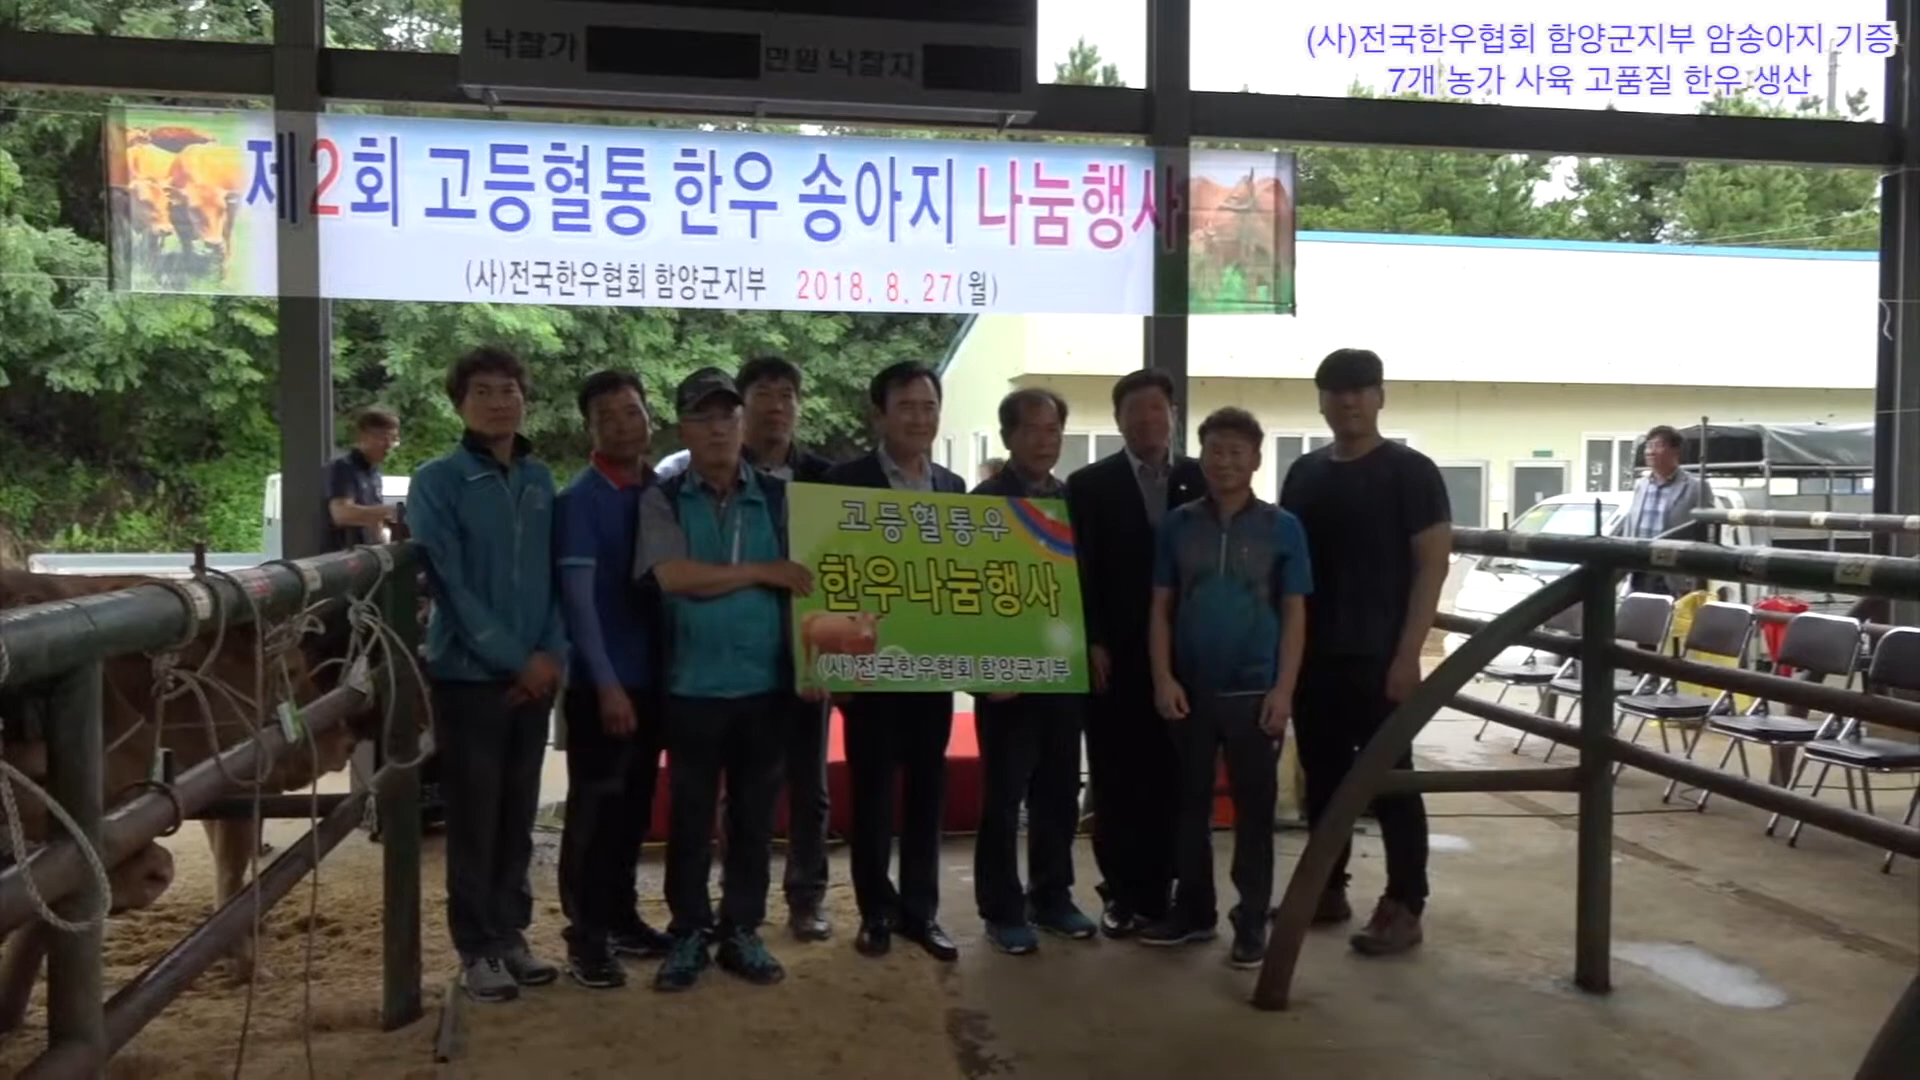 (사)전국한우협회 함양군지부 암송아지 기증
7개 농가 사육 고품질 한우 생산
낙찰가 만원 낙찰자
제2회 고등혈통 한우 송아지 나눔행사
(사)전국한우협회 함양군지부 2018. 8. 27(월)
고등혈통우
한우나눔행사
(사)전국한우협회 함양군지부